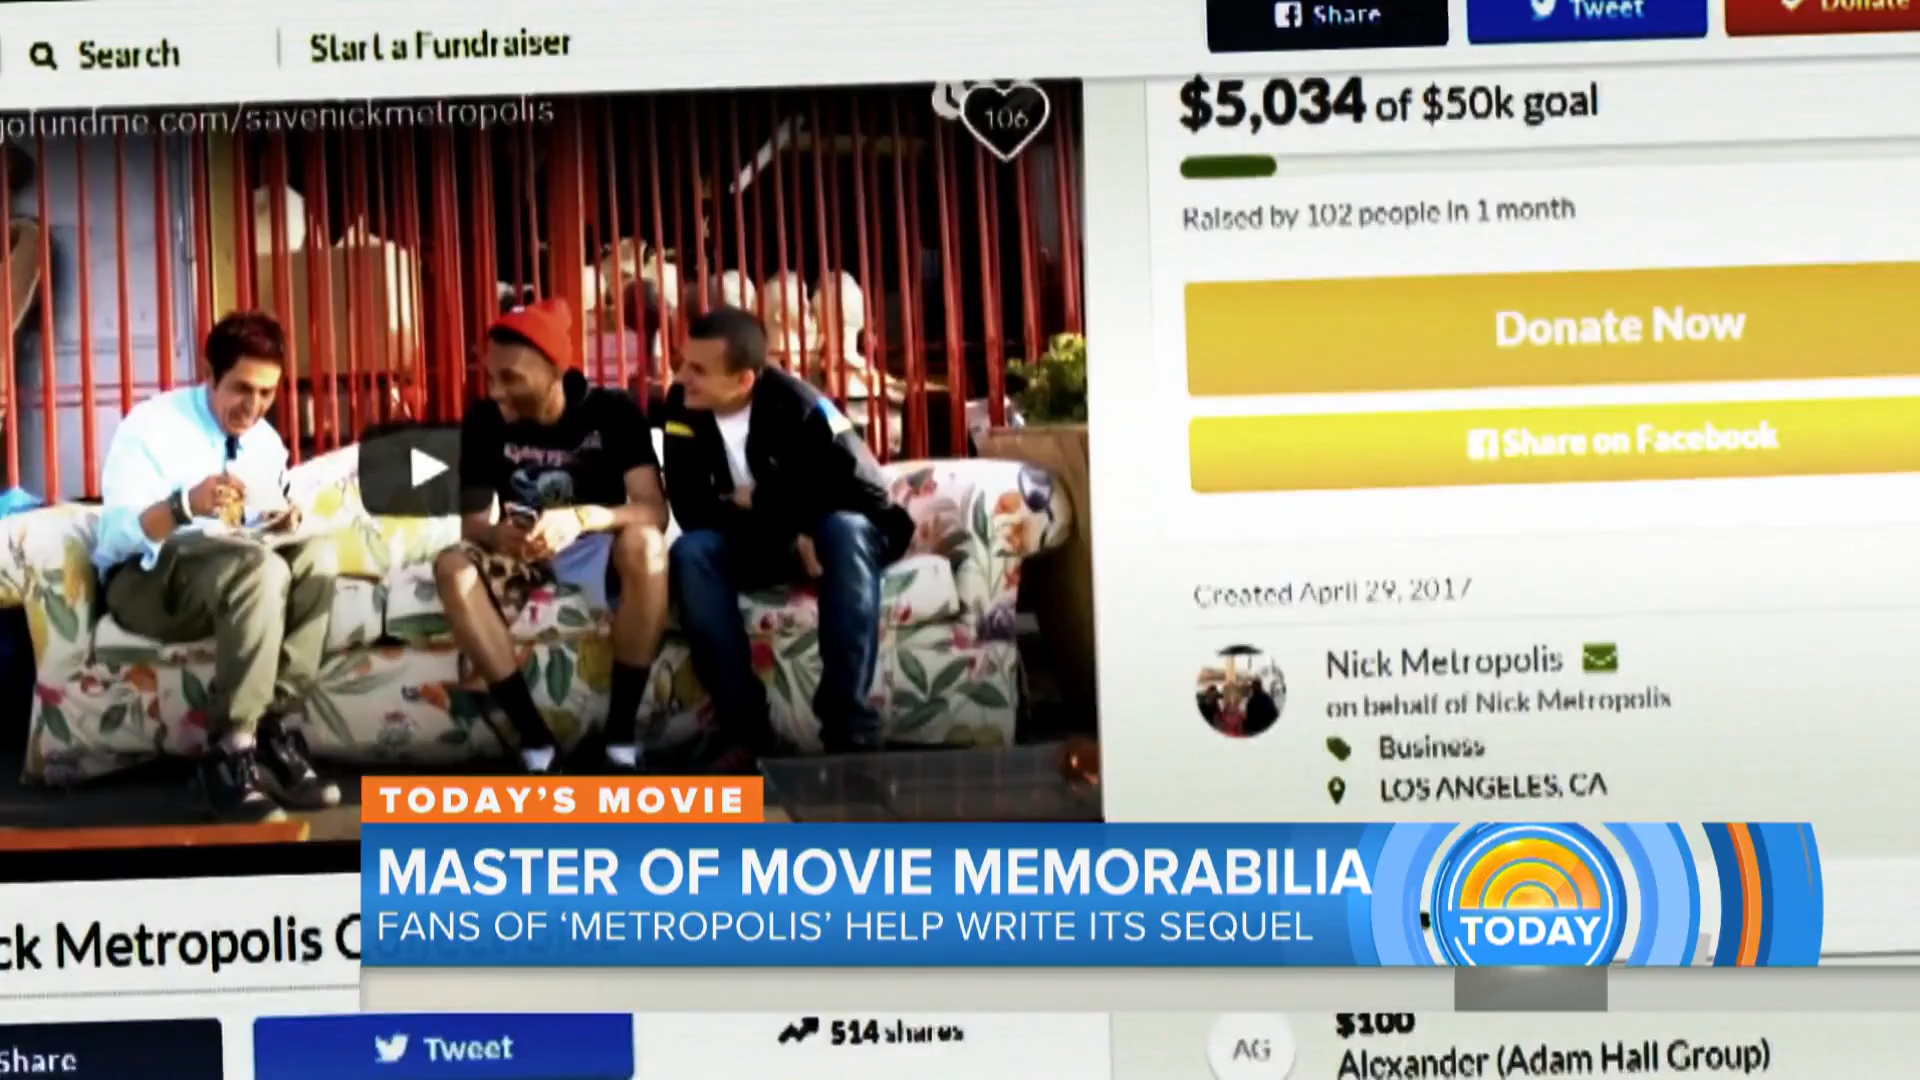 Search
Start a Fundraiser
Share
Tweet
Donate
gofundme.com/savenickmetropolis
106
$5,034 of $50k goal
Raised by 102 people in 1 month
Donate Now
Share on Facebook
Created April 29, 2017
Nick Metropolis
on behalf of Nick Metropolis
Business
LOS ANGELES, CA
TODAY'S MOVIE
MASTER OF MOVIE MEMORABILIA
FANS OF ‘METROPOLIS’ HELP WRITE ITS SEQUEL
TODAY
ck Metropolis C
Share
Tweet
514 shares
AG
$100
Alexander (Adam Hall Group)